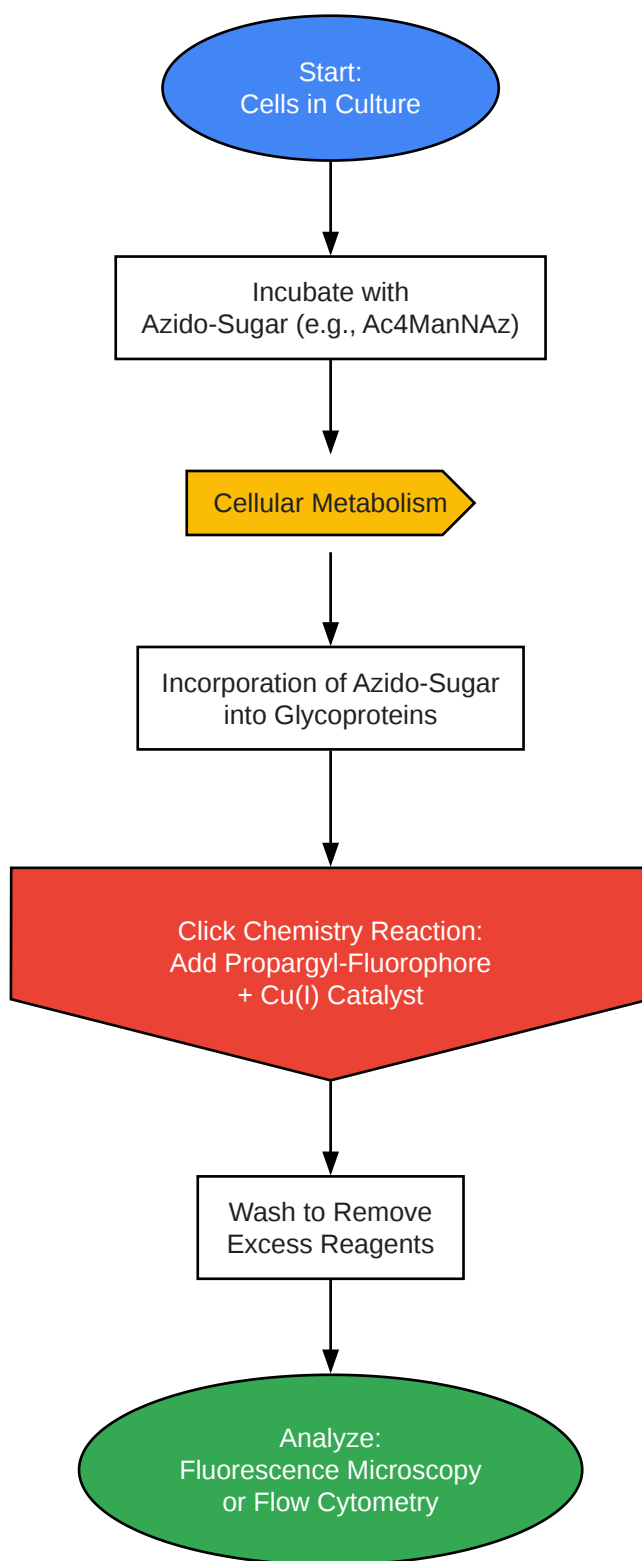 Start:
Cells in Culture
Incubate with
Azido-Sugar (e.g., Ac4ManNAz)
Cellular Metabolism
Incorporation of Azido-Sugar
into Glycoproteins
Click Chemistry Reaction:
Add Propargyl-Fluorophore
+ Cu(I) Catalyst
Wash to Remove
Excess Reagents
Analyze:
Fluorescence Microscopy
or Flow Cytometry